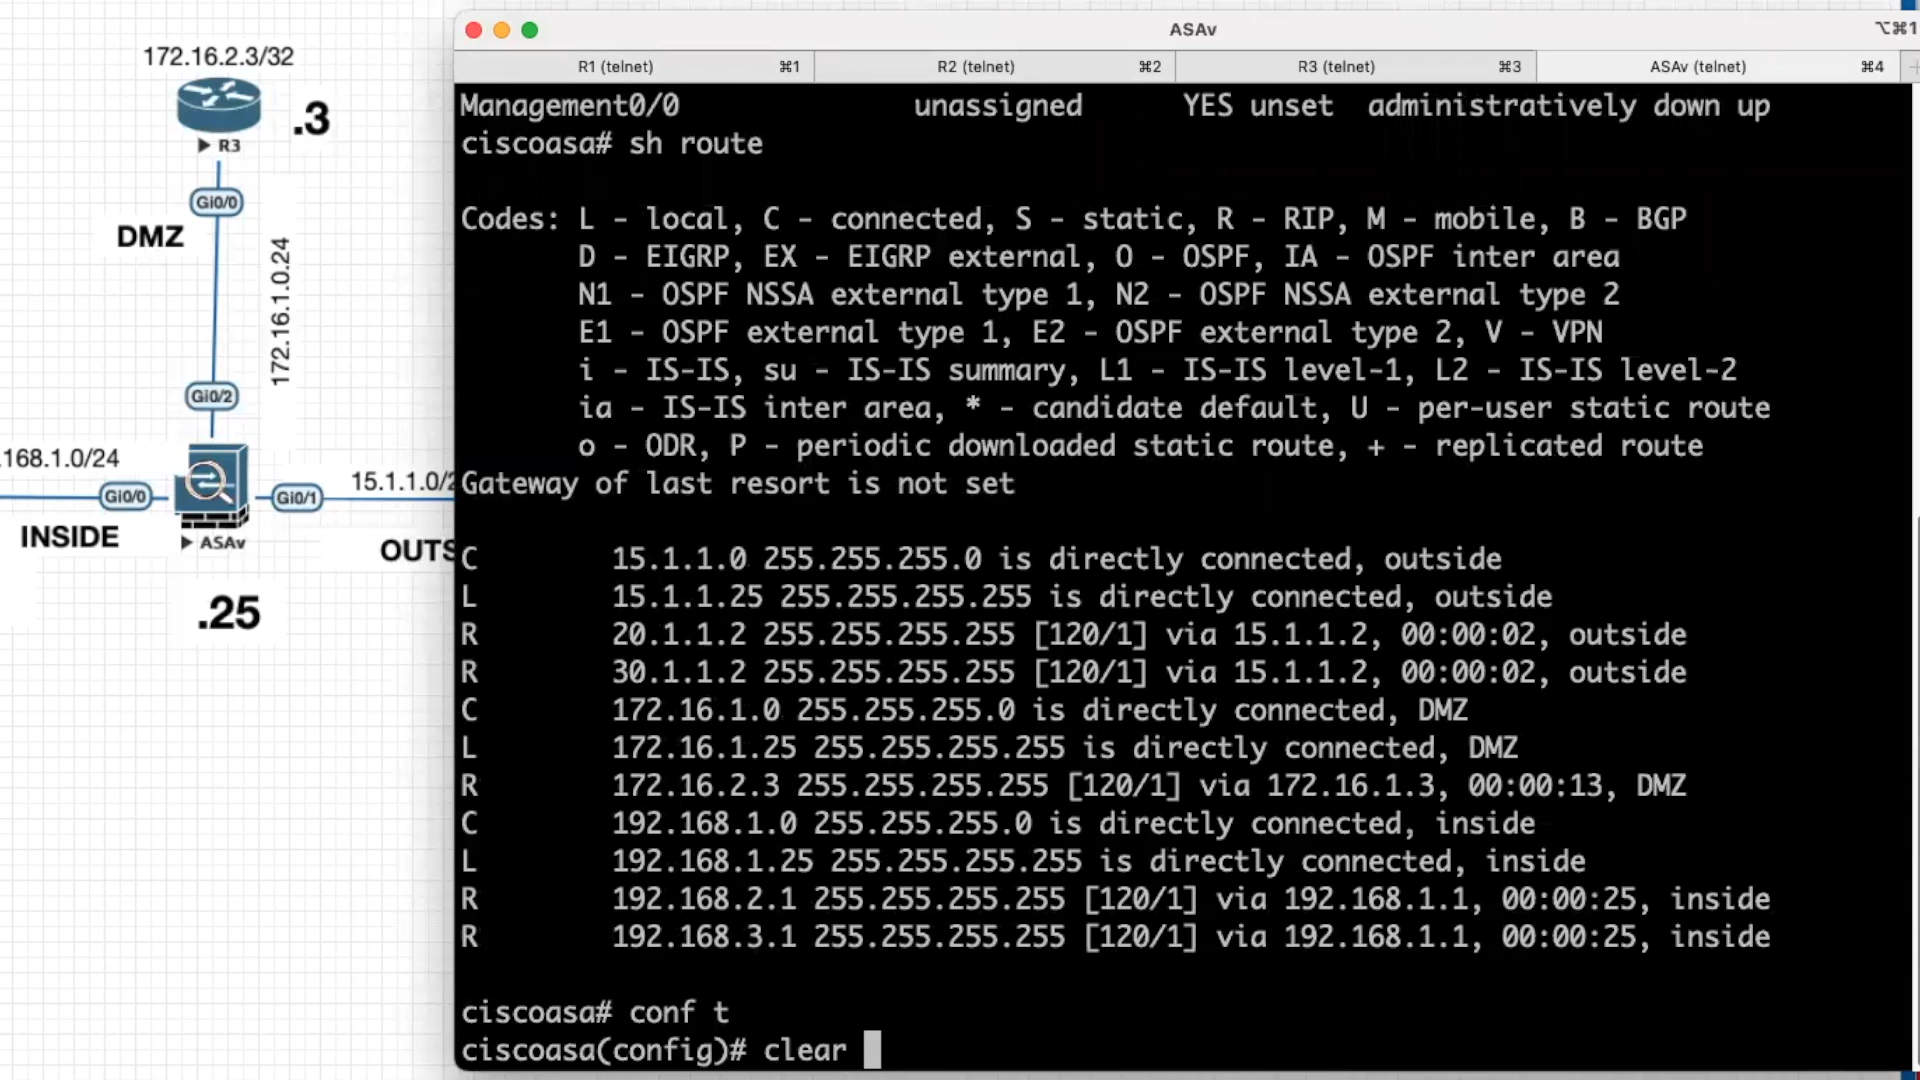 172.16.2.3/32
.3
R3
Gi0/0
DMZ
172.16.1.0.24
Gi0/2
.168.1.0/24
Gi0/0
Gi0/1
15.1.1.0/2
INSIDE
ASAv
OUTS
.25
ASAv
⌥⌘1
R1 (telnet) ⌘1
R2 (telnet) ⌘2
R3 (telnet) ⌘3
ASAv (telnet) ⌘4
+
Management0/0 unassigned YES unset administratively down up
ciscoasa# sh route
Codes: L - local, C - connected, S - static, R - RIP, M - mobile, B - BGP
D - EIGRP, EX - EIGRP external, O - OSPF, IA - OSPF inter area
N1 - OSPF NSSA external type 1, N2 - OSPF NSSA external type 2
E1 - OSPF external type 1, E2 - OSPF external type 2, V - VPN
i - IS-IS, su - IS-IS summary, L1 - IS-IS level-1, L2 - IS-IS level-2
ia - IS-IS inter area, * - candidate default, U - per-user static route
o - ODR, P - periodic downloaded static route, + - replicated route
Gateway of last resort is not set
C 15.1.1.0 255.255.255.0 is directly connected, outside
L 15.1.1.25 255.255.255.255 is directly connected, outside
R 20.1.1.2 255.255.255.255 [120/1] via 15.1.1.2, 00:00:02, outside
R 30.1.1.2 255.255.255.255 [120/1] via 15.1.1.2, 00:00:02, outside
C 172.16.1.0 255.255.255.0 is directly connected, DMZ
L 172.16.1.25 255.255.255.255 is directly connected, DMZ
R 172.16.2.3 255.255.255.255 [120/1] via 172.16.1.3, 00:00:13, DMZ
C 192.168.1.0 255.255.255.0 is directly connected, inside
L 192.168.1.25 255.255.255.255 is directly connected, inside
R 192.168.2.1 255.255.255.255 [120/1] via 192.168.1.1, 00:00:25, inside
R 192.168.3.1 255.255.255.255 [120/1] via 192.168.1.1, 00:00:25, inside
ciscoasa# conf t
ciscoasa(config)# clear